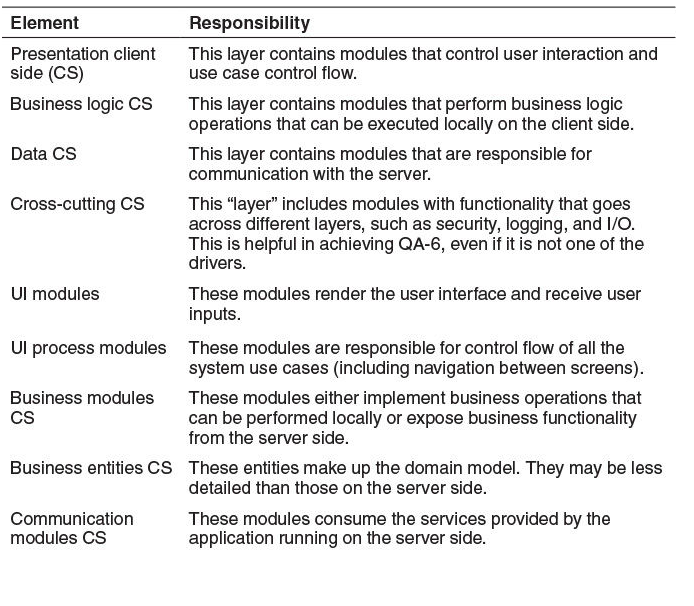 Element Responsibility
Presentation client This layer contains modules that control user interaction and
side (CS) use case control flow.
Business logic CS This layer contains modules that perform business logic
operations that can be executed locally on the client side.
Data CS This layer contains modules that are responsible for
communication with the server.
Cross-cutting CS This “layer” includes modules with functionality that goes
across different layers, such as security, logging, and I/O.
This is helpful in achieving QA-6, even if it is not one of the
drivers.
UI modules These modules render the user interface and receive user
inputs.
UI process modules These modules are responsible for control flow of all the
system use cases (including navigation between screens).
Business modules These modules either implement business operations that
CS can be performed locally or expose business functionality
from the server side.
Business entities CS These entities make up the domain model. They may be less
detailed than those on the server side.
Communication These modules consume the services provided by the
modules CS application running on the server side.